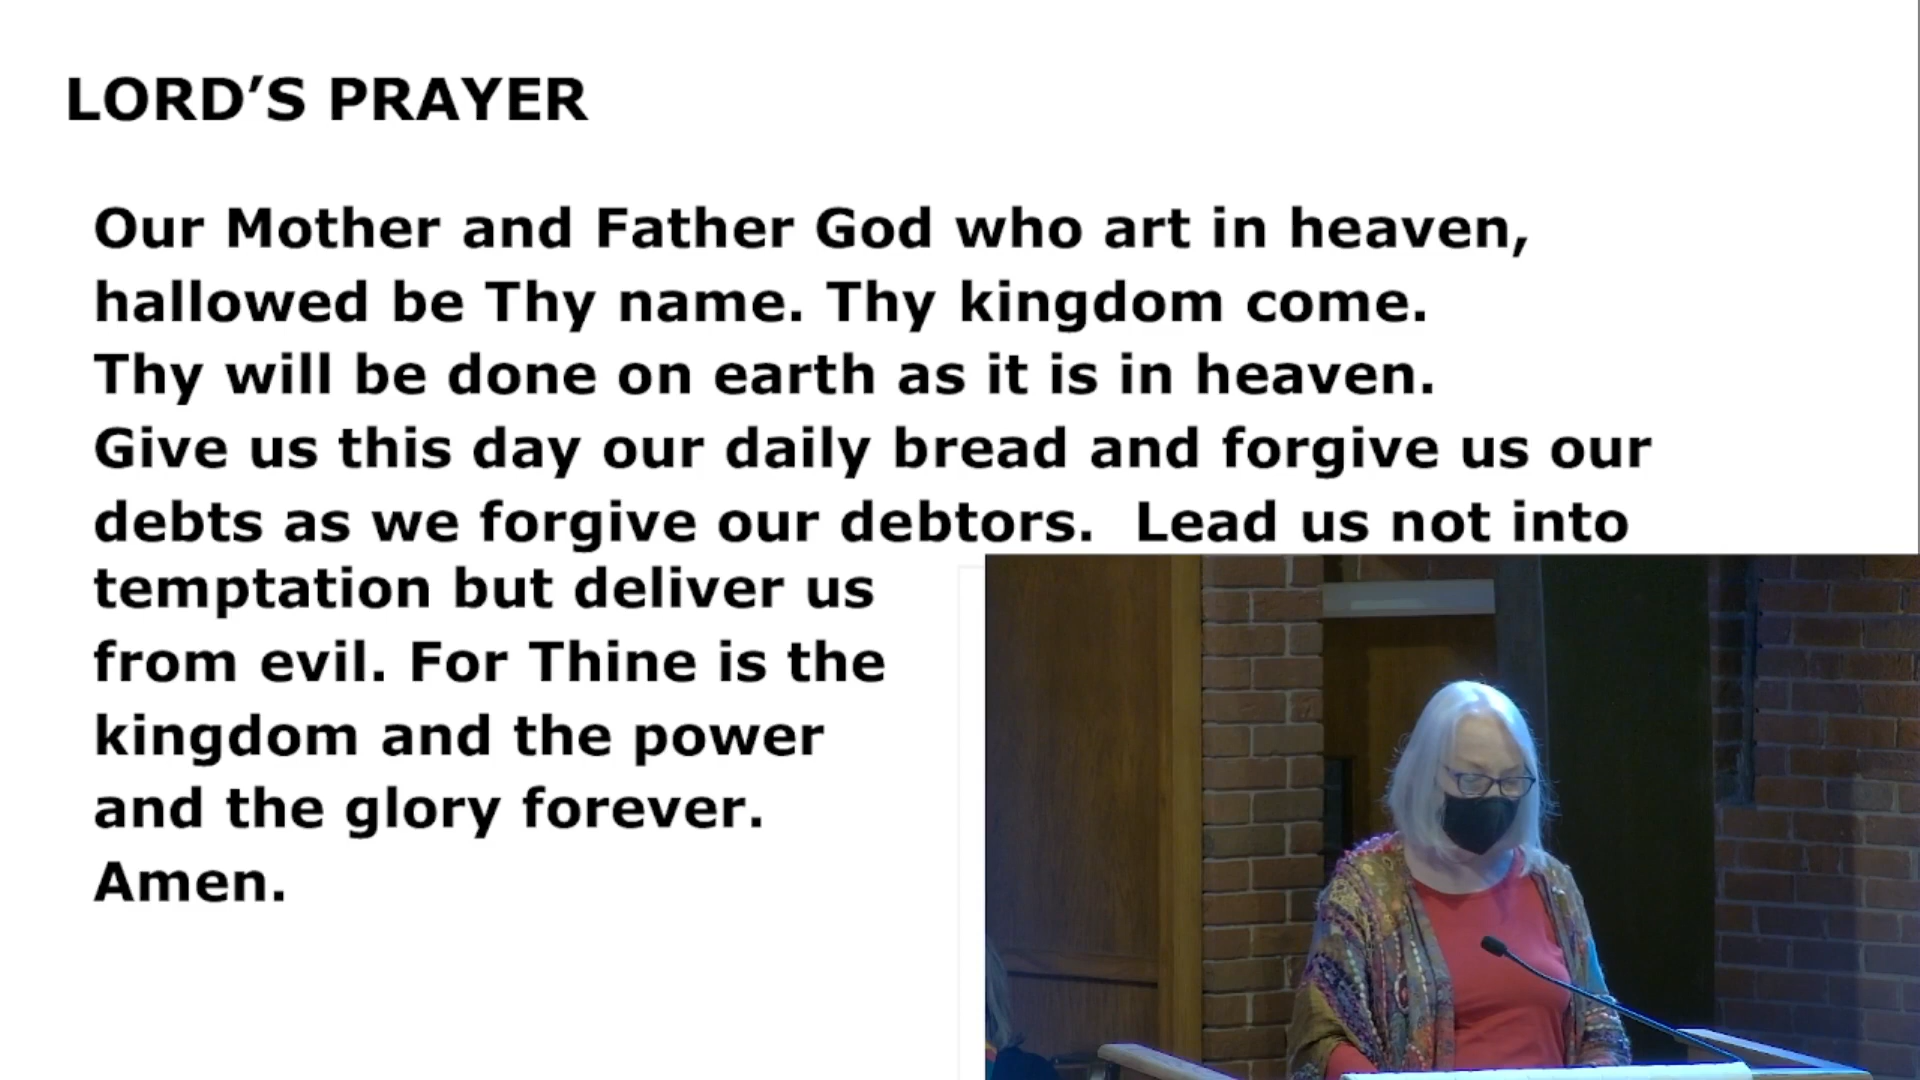 LORD’S PRAYER
Our Mother and Father God who art in heaven,
hallowed be Thy name. Thy kingdom come.
Thy will be done on earth as it is in heaven.
Give us this day our daily bread and forgive us our
debts as we forgive our debtors.  Lead us not into
temptation but deliver us
from evil. For Thine is the
kingdom and the power
and the glory forever.
Amen.